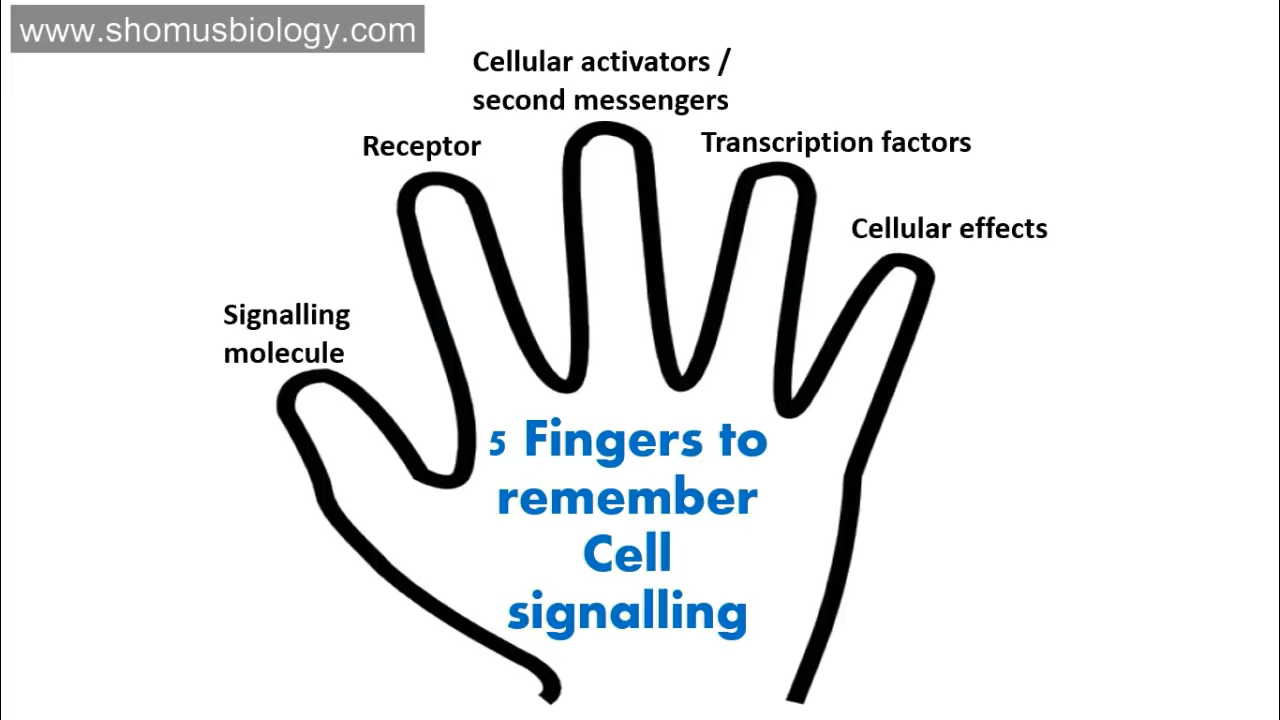 www.shomusbiology.com
Cellular activators /
second messengers
Receptor
Transcription factors
Cellular effects
Signalling
molecule
5 Fingers to
remember
Cell
signalling